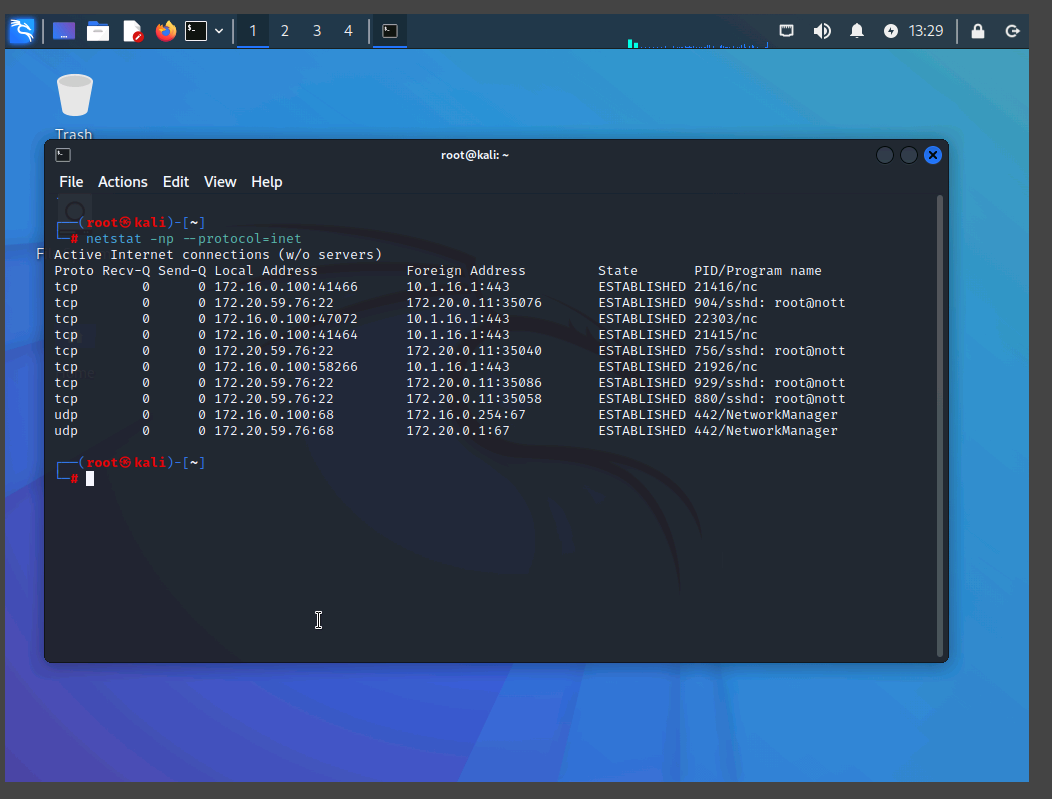 1 2 3 4 13:29
Trash
root@kali: ~
File Actions Edit View Help
┌──(root㉿kali)-[~]
└─# netstat -np --protocol=inet
Active Internet connections (w/o servers)
Proto Recv-Q Send-Q Local Address Foreign Address State PID/Program name
tcp 0 0 172.16.0.100:41466 10.1.16.1:443 ESTABLISHED 21416/nc
tcp 0 0 172.20.59.76:22 172.20.0.11:35076 ESTABLISHED 904/sshd: root@nott
tcp 0 0 172.16.0.100:47072 10.1.16.1:443 ESTABLISHED 22303/nc
tcp 0 0 172.16.0.100:41464 10.1.16.1:443 ESTABLISHED 21415/nc
tcp 0 0 172.20.59.76:22 172.20.0.11:35040 ESTABLISHED 756/sshd: root@nott
tcp 0 0 172.16.0.100:58266 10.1.16.1:443 ESTABLISHED 21926/nc
tcp 0 0 172.20.59.76:22 172.20.0.11:35086 ESTABLISHED 929/sshd: root@nott
tcp 0 0 172.20.59.76:22 172.20.0.11:35058 ESTABLISHED 880/sshd: root@nott
udp 0 0 172.16.0.100:68 172.16.0.254:67 ESTABLISHED 442/NetworkManager
udp 0 0 172.20.59.76:68 172.20.0.1:67 ESTABLISHED 442/NetworkManager
┌──(root㉿kali)-[~]
└─#